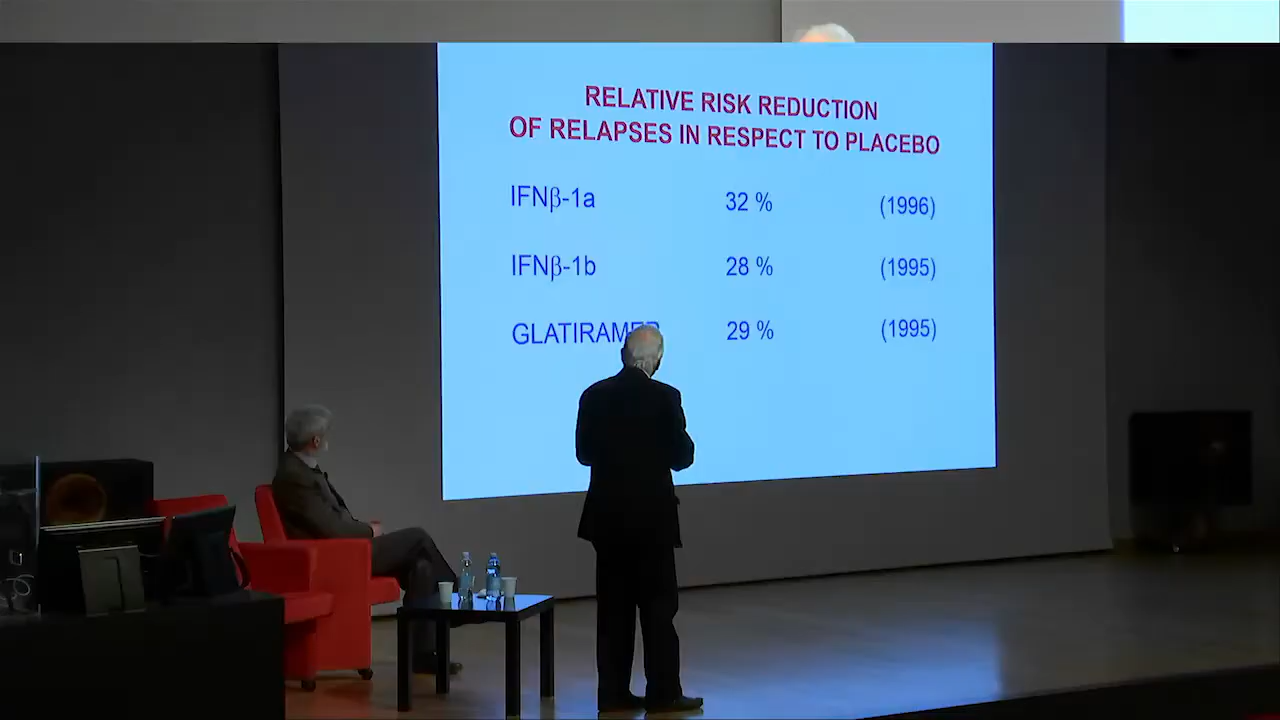 RELATIVE RISK REDUCTION
OF RELAPSES IN RESPECT TO PLACEBO
IFNβ-1a 32 % (1996)
IFNβ-1b 28 % (1995)
GLATIRAMER 29 % (1995)